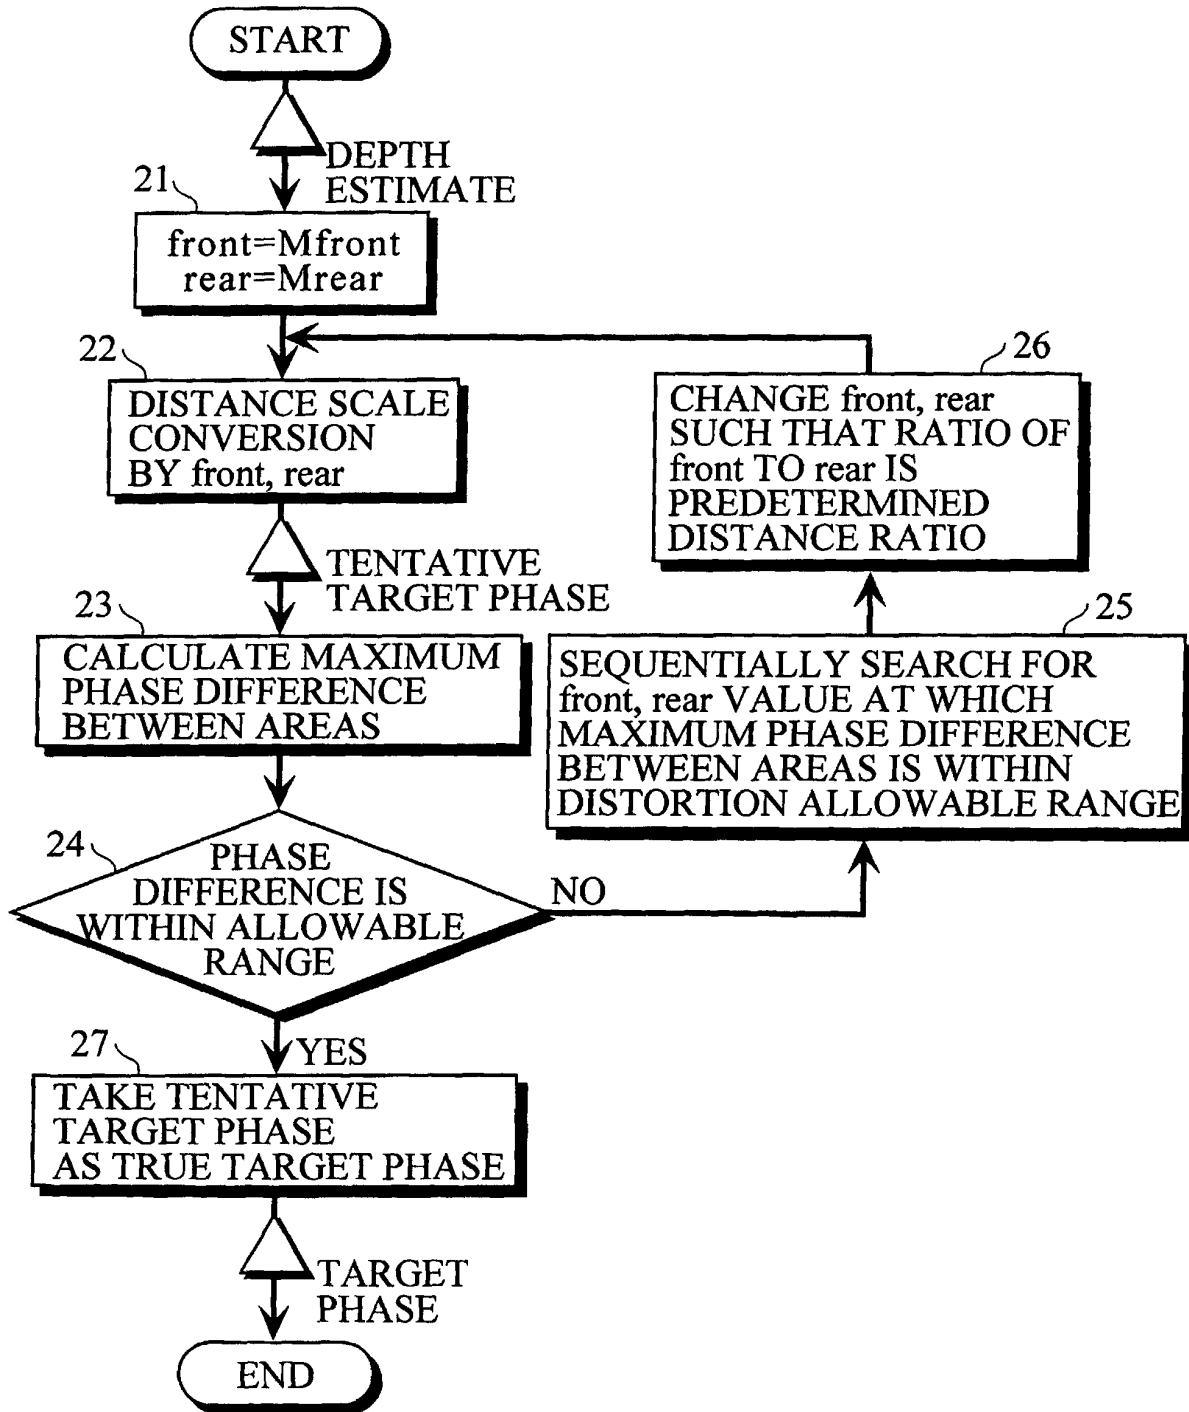 START
DEPTH
ESTIMATE
21
front=Mfront
rear=Mrear
22
DISTANCE SCALE
CONVERSION
BY front, rear
TENTATIVE
TARGET PHASE
23
CALCULATE MAXIMUM
PHASE DIFFERENCE
BETWEEN AREAS
24
PHASE
DIFFERENCE IS
WITHIN ALLOWABLE
RANGE
NO
25
SEQUENTIALLY SEARCH FOR
front, rear VALUE AT WHICH
MAXIMUM PHASE DIFFERENCE
BETWEEN AREAS IS WITHIN
DISTORTION ALLOWABLE RANGE
26
CHANGE front, rear
SUCH THAT RATIO OF
front TO rear IS
PREDETERMINED
DISTANCE RATIO
YES
27
TAKE TENTATIVE
TARGET PHASE
AS TRUE TARGET PHASE
TARGET
PHASE
END